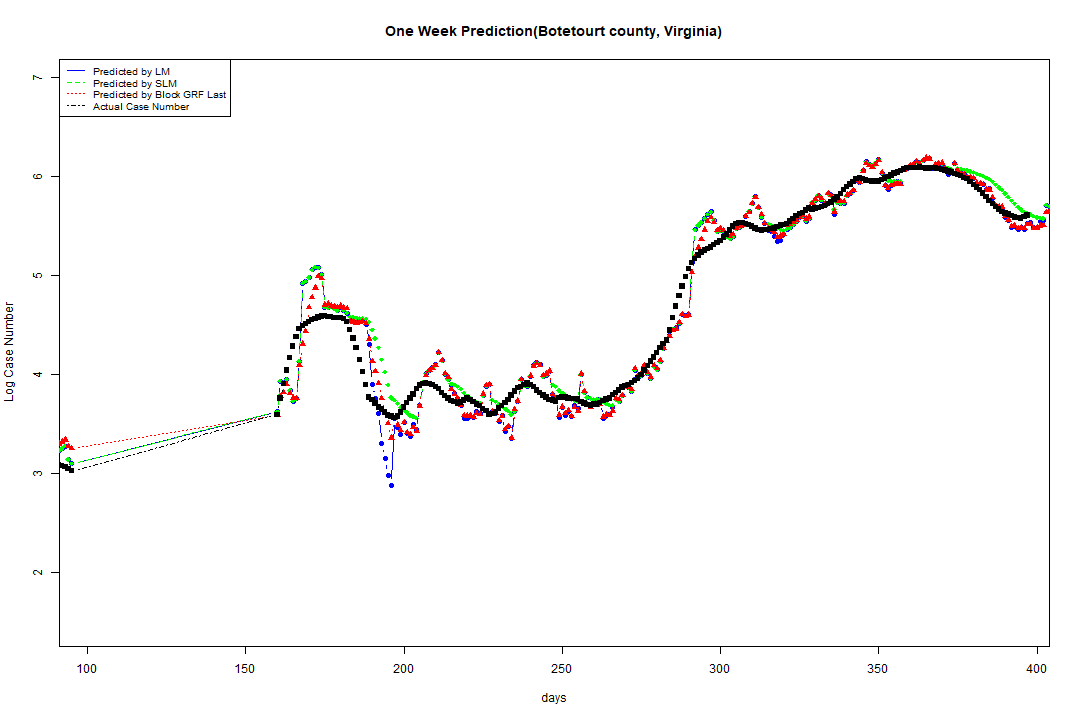 One Week Prediction(Botetourt county, Virginia)
Predicted by LM
Predicted by SLM
Predicted by Block GRF Last
Actual Case Number
7
6
5
4
3
2
Log Case Number
100 150 200 250 300 350 400
days